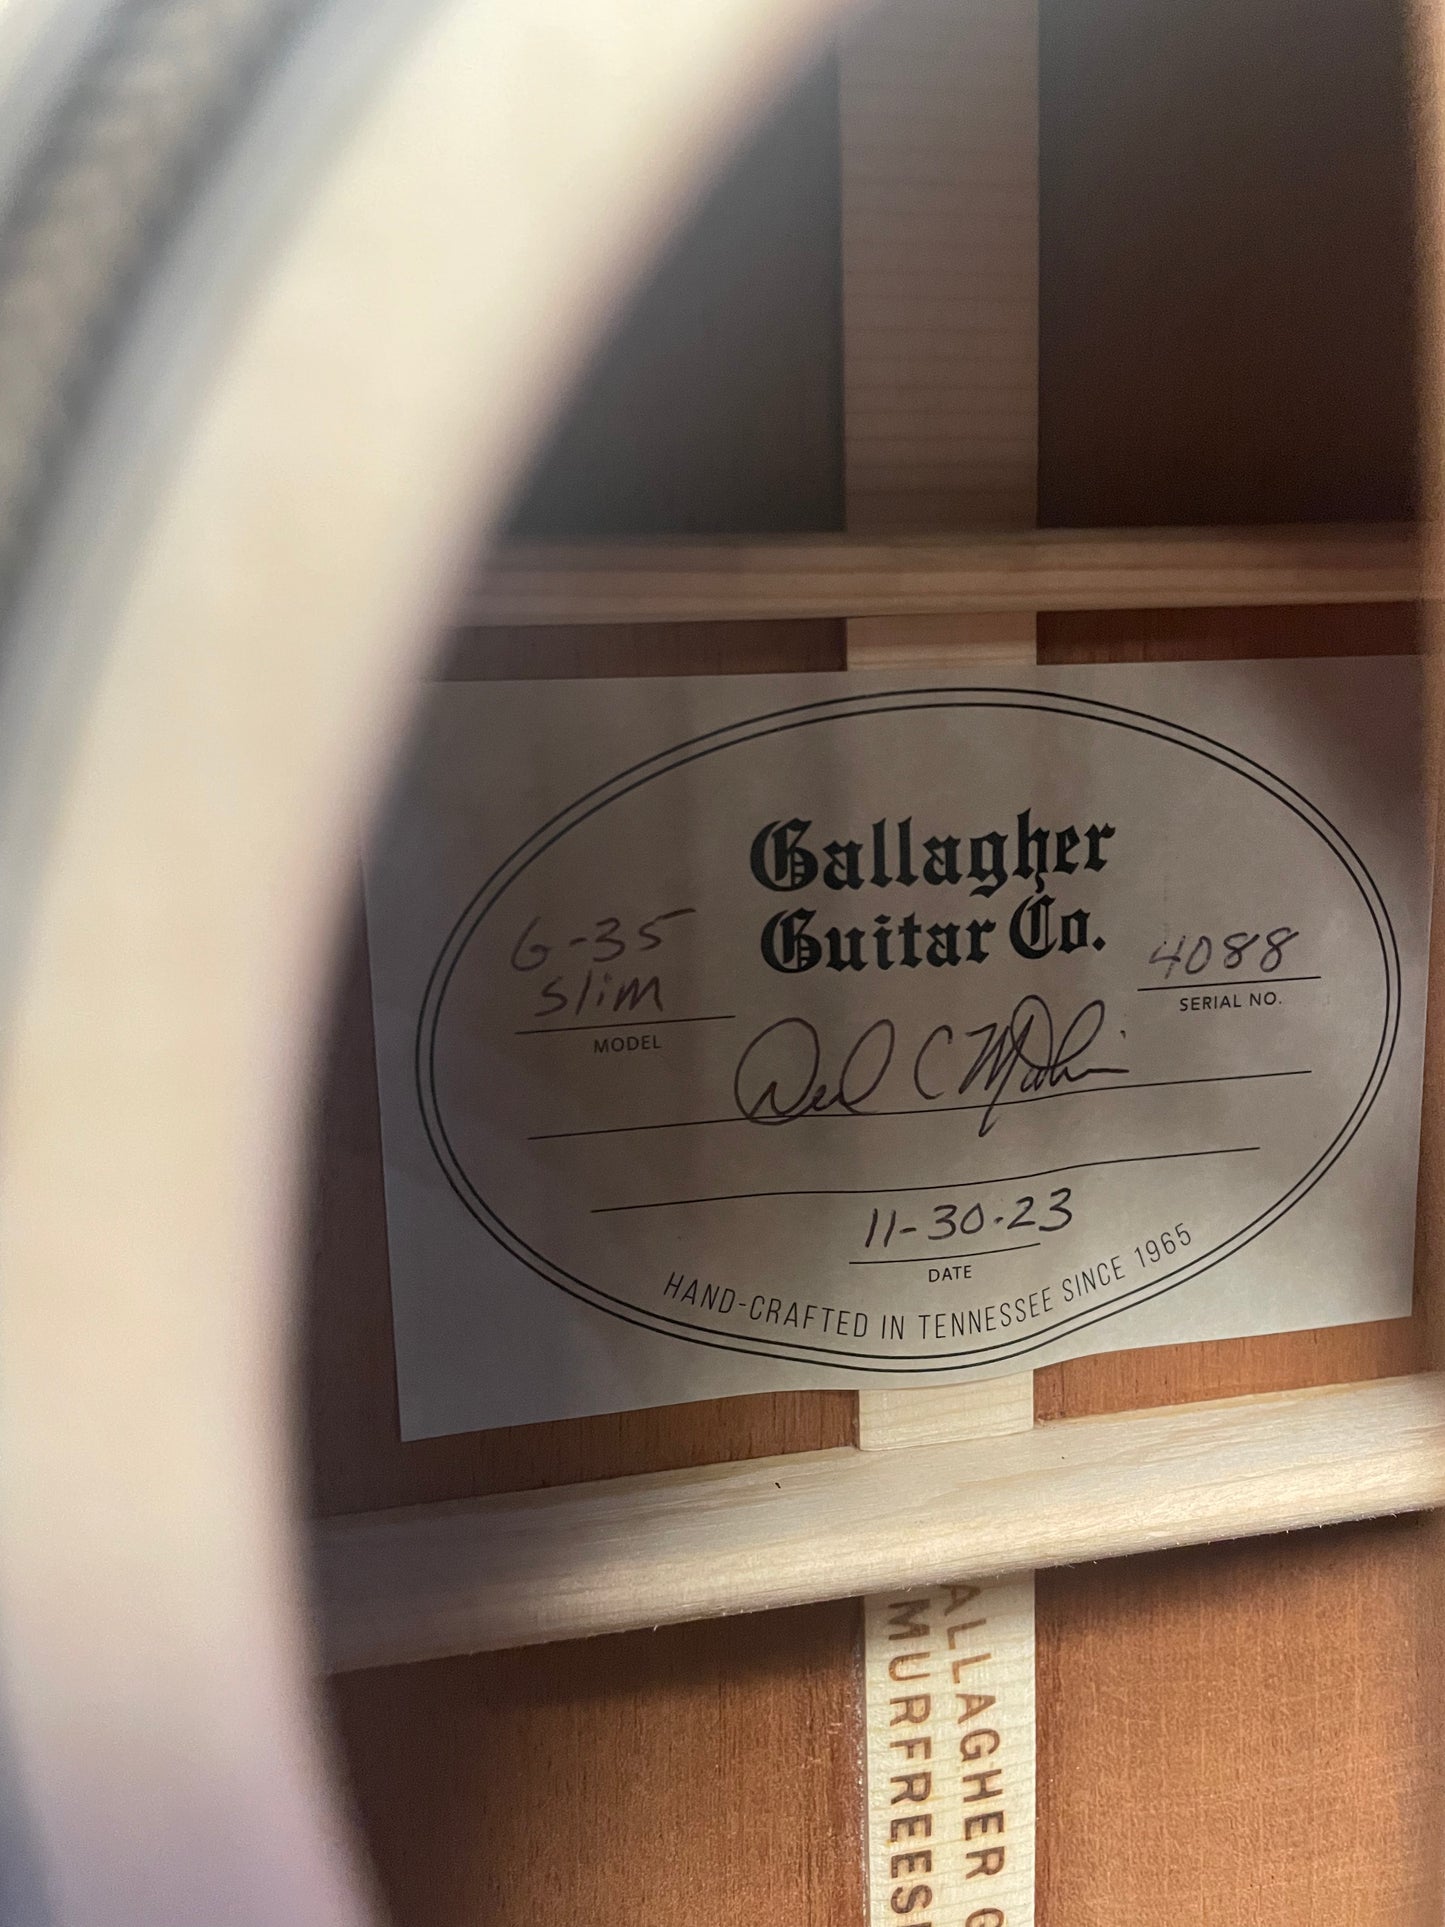 Gallagher
Guitar Co.
G-35
Slim
MODEL
4088
SERIAL NO.
11-30-23
DATE
HAND-CRAFTED IN TENNESSEE SINCE 1965
ALLAGHER G
MURFREES